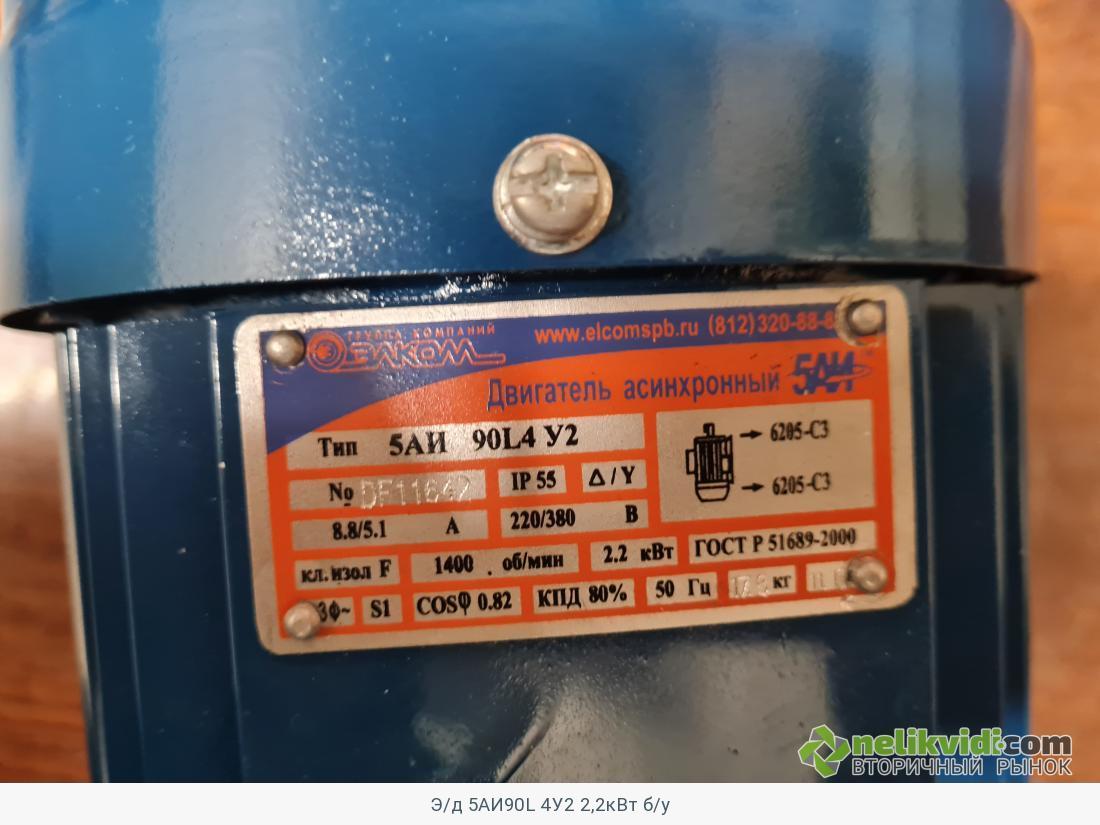 ГРУППА КОМПАНИЙ
ЭЛКОМ
www.elcomspb.ru (812)320-88-8
Двигатель асинхронный 5АИ
Тип 5АИ 90L4 У2
№ DF11642
IP 55
Δ/Y
6205-C3
6205-C3
8.8/5.1 А
220/380 В
кл.изол F
1400 . об/мин
2.2 кВт
ГОСТ Р 51689-2000
3ф~
S1
COSφ 0.82
КПД 80%
50 Гц
17.3 кг
nelikvidi.com
ВТОРИЧНЫЙ РЫНОК
Э/д 5АИ90L 4У2 2,2кВт б/у